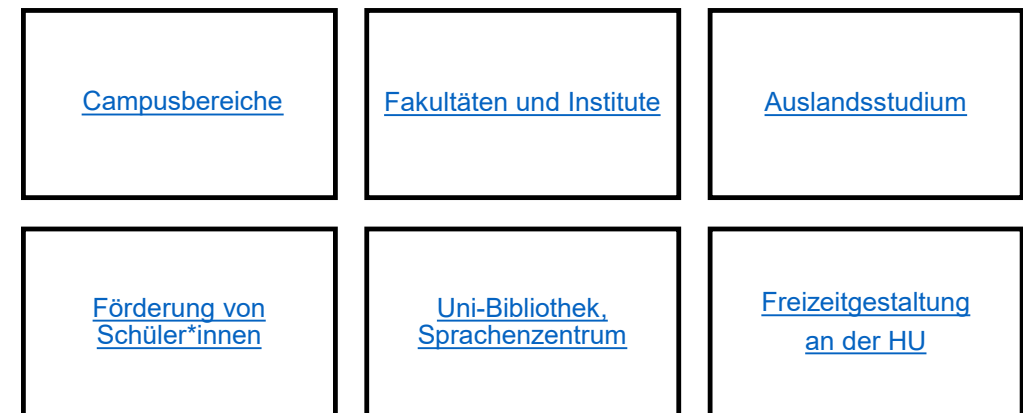 Campusbereiche
Fakultäten und Institute
Auslandsstudium
Förderung von
Schüler*innen
Uni-Bibliothek,
Sprachenzentrum
Freizeitgestaltung
an der HU